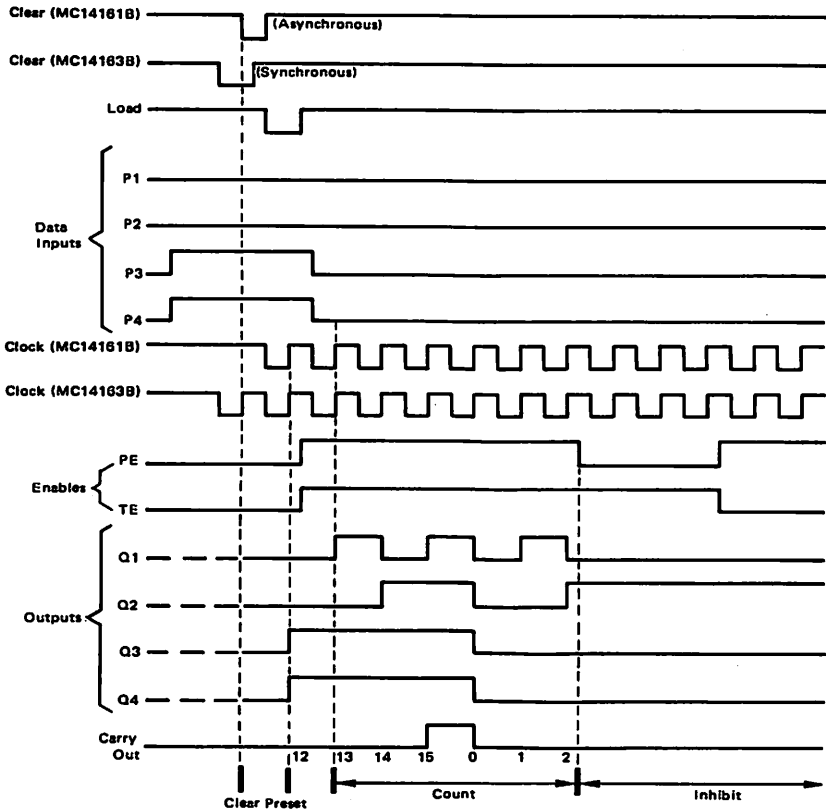 Clear (MC14161B)
(Asynchronous)
Clear (MC14163B)
(Synchronous)
Load
P1
P2
Data
Inputs
P3
P4
Clock (MC14161B)
Clock (MC14163B)
PE
Enables
TE
Q1
Q2
Outputs
Q3
Q4
Carry
Out
12 13 14 15 0 1 2
Count
Inhibit
Clear Preset